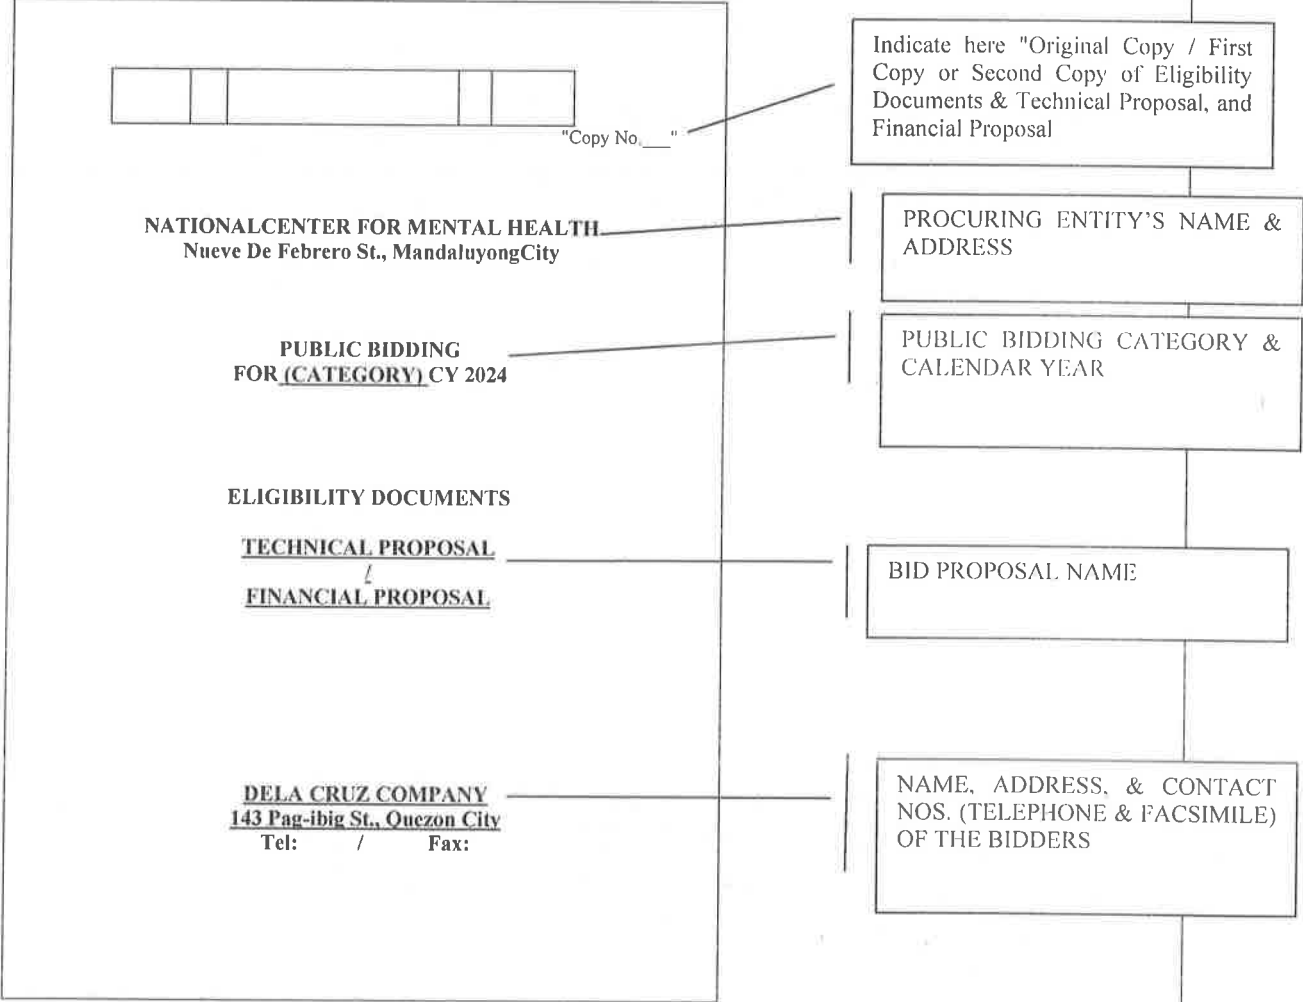 Indicate here "Original Copy / First
Copy or Second Copy of Eligibility
Documents & Technical Proposal, and
Financial Proposal
"Copy No.___"
NATIONALCENTER FOR MENTAL HEALTH
Nueve De Febrero St., MandaluyongCity
PROCURING ENTITY'S NAME &
ADDRESS
PUBLIC BIDDING
FOR (CATEGORY) CY 2024
PUBLIC BIDDING CATEGORY &
CALENDAR YEAR
ELIGIBILITY DOCUMENTS
TECHNICAL PROPOSAL
/
FINANCIAL PROPOSAL
BID PROPOSAL NAME
DELA CRUZ COMPANY
143 Pag-ibig St., Quezon City
Tel: / Fax:
NAME, ADDRESS, & CONTACT
NOS. (TELEPHONE & FACSIMILE)
OF THE BIDDERS